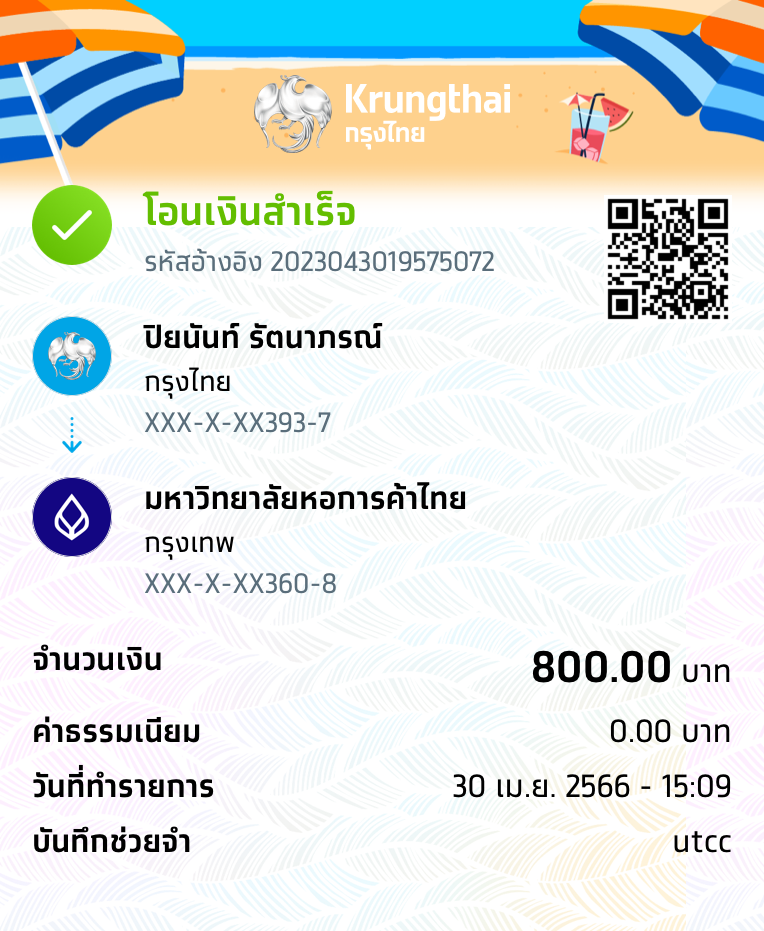 Krungthai
กรุงไทย
โอนเงินสำเร็จ
รหัสอ้างอิง 2023043019575072
ปิยนันท์ รัตนาภรณ์
กรุงไทย
XXX-X-XX393-7
มหาวิทยาลัยหอการค้าไทย
กรุงเทพ
XXX-X-XX360-8
จำนวนเงิน 800.00 บาท
ค่าธรรมเนียม 0.00 บาท
วันที่ทำรายการ 30 เม.ย. 2566 - 15:09
บันทึกช่วยจำ utcc